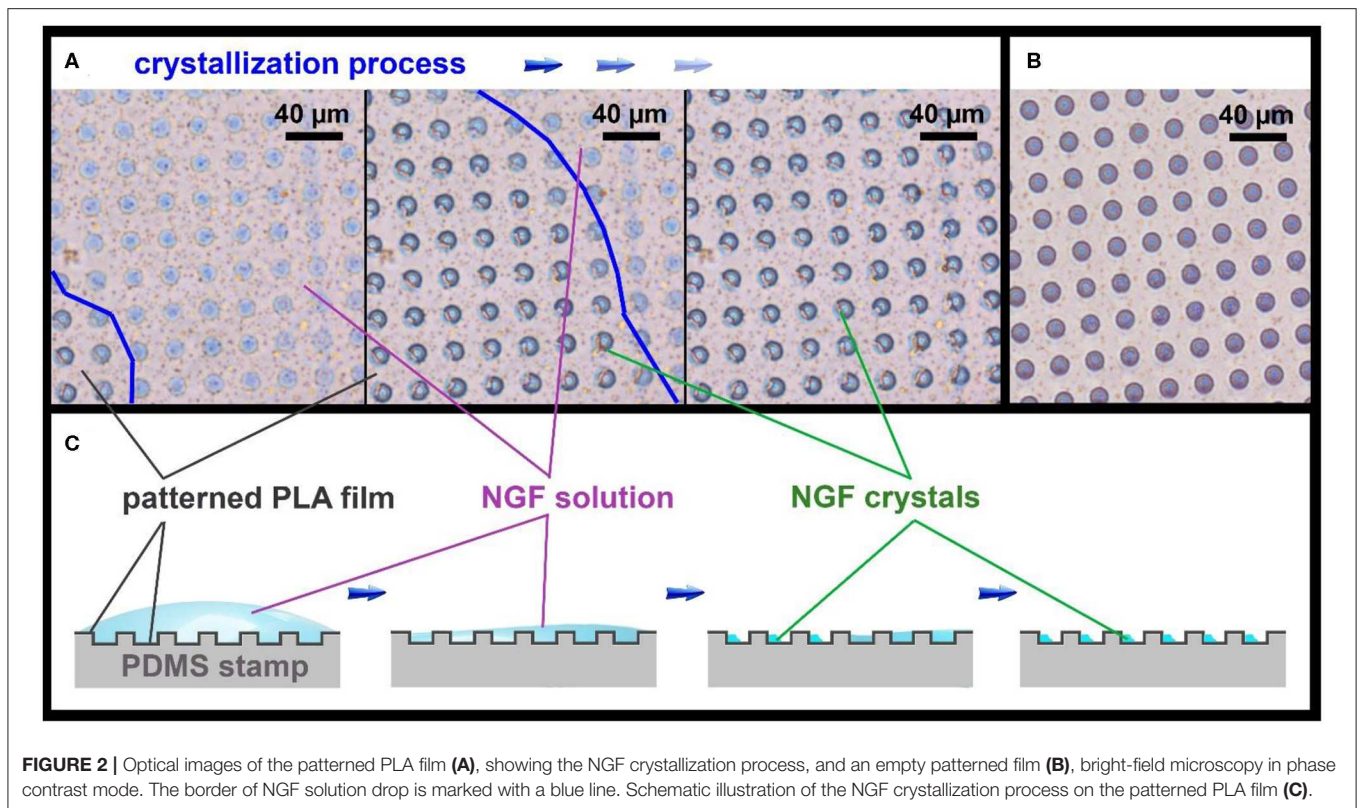 A
crystallization process
B
40 µm
40 µm
40 µm
40 µm
C
patterned PLA film
NGF solution
NGF crystals
PDMS stamp
FIGURE 2 | Optical images of the patterned PLA film (A), showing the NGF crystallization process, and an empty patterned film (B), bright-field microscopy in phase
contrast mode. The border of NGF solution drop is marked with a blue line. Schematic illustration of the NGF crystallization process on the patterned PLA film (C).